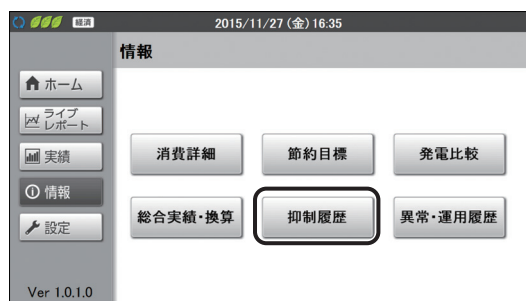 経済
2015/11/27(金)16:35
情報
ホーム
ライブ
レポート
実績
情報
設定
消費詳細
節約目標
発電比較
総合実績・換算
抑制履歴
異常・運用履歴
Ver 1.0.1.0